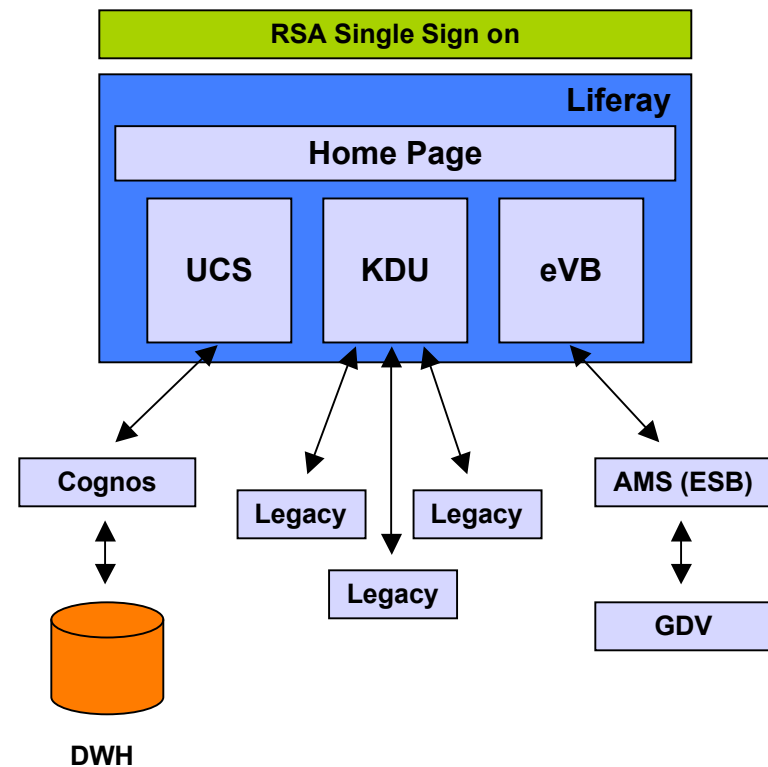 RSA Single Sign on
Liferay
Home Page
UCS
KDU
eVB
Cognos
AMS (ESB)
Legacy
Legacy
Legacy
GDV
DWH